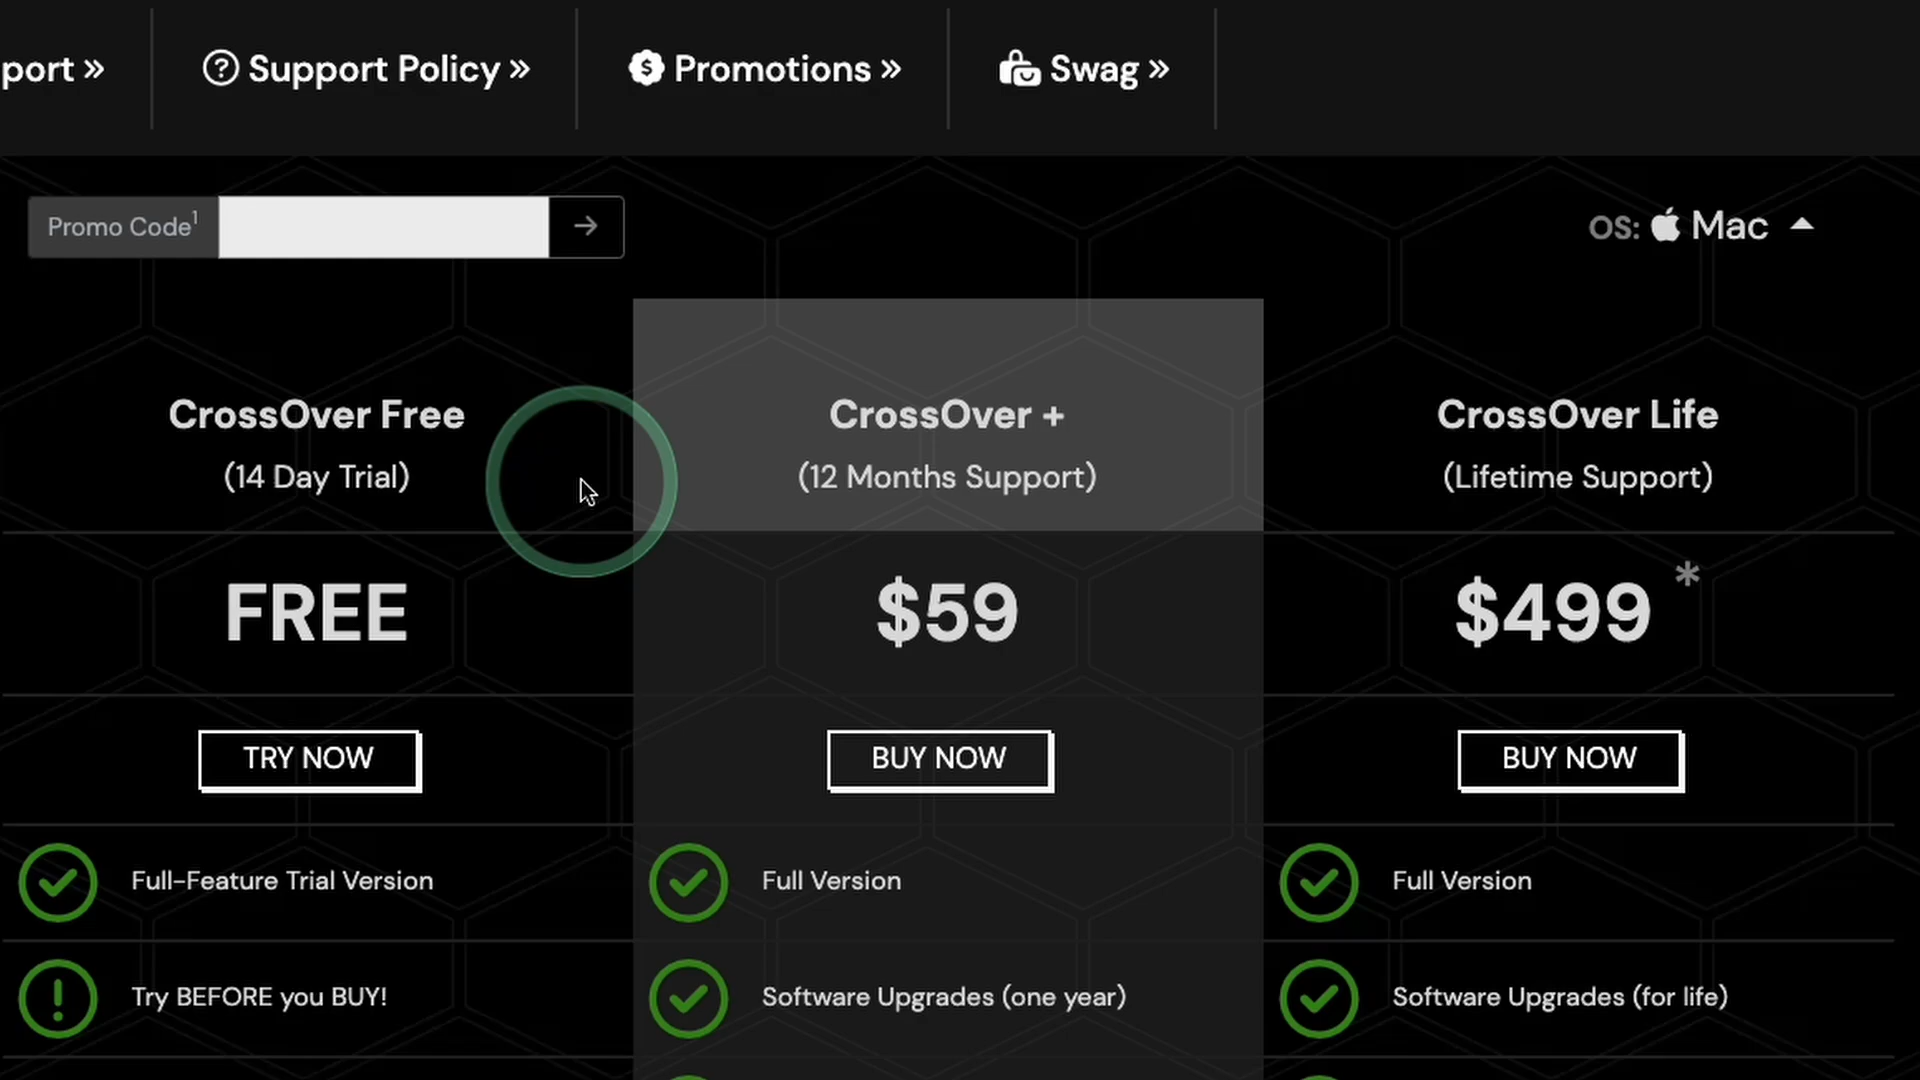 port »
Support Policy »
Promotions »
Swag »
Promo Code¹
OS: Mac
CrossOver Free
(14 Day Trial)
FREE
TRY NOW
Full-Feature Trial Version
Try BEFORE you BUY!
CrossOver +
(12 Months Support)
$59
BUY NOW
Full Version
Software Upgrades (one year)
CrossOver Life
(Lifetime Support)
$499 *
BUY NOW
Full Version
Software Upgrades (for life)